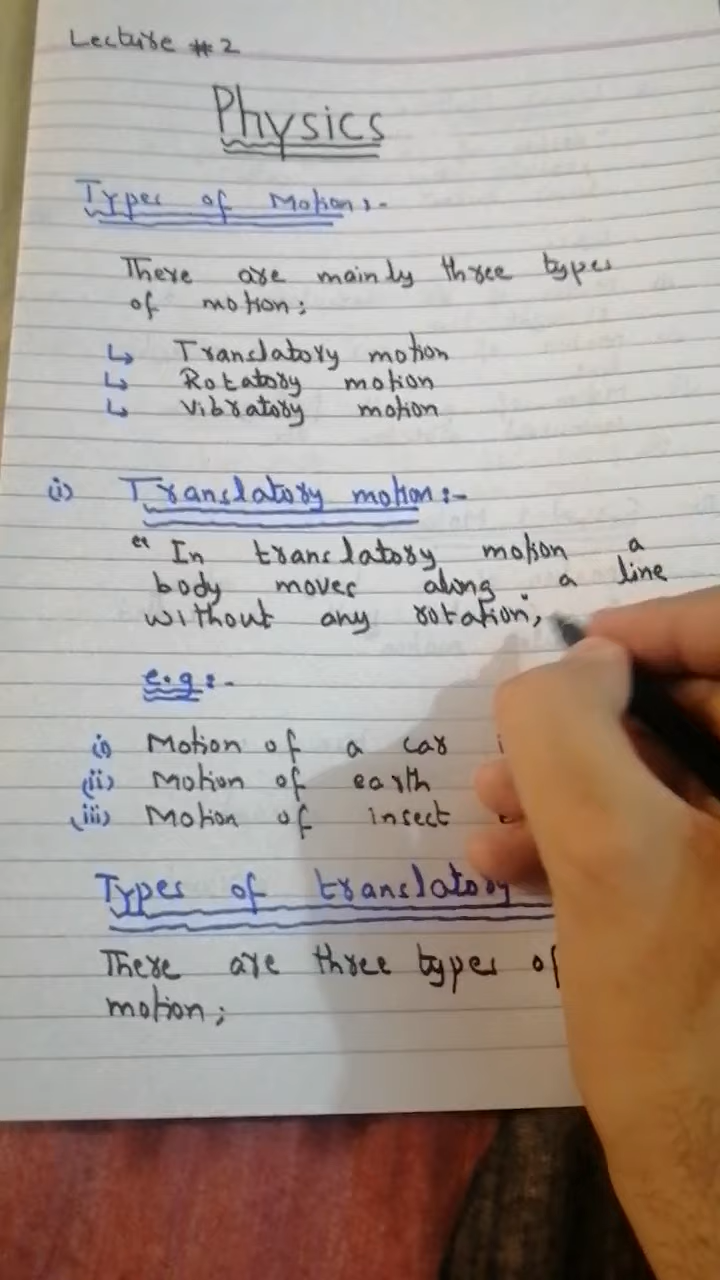 Lecture # 2
Physics
Types of Motion:-
There are mainly three types
of motion;
↳ Translatory motion
↳ Rotatory motion
↳ Vibratory motion
(i) Translatory motion:-
"In translatory motion a
body moves along a line
without any rotation;
e.g:-
(i) Motion of a car
(ii) Motion of earth
(iii) Motion of insect
Types of translatory
There are three types of
motion;